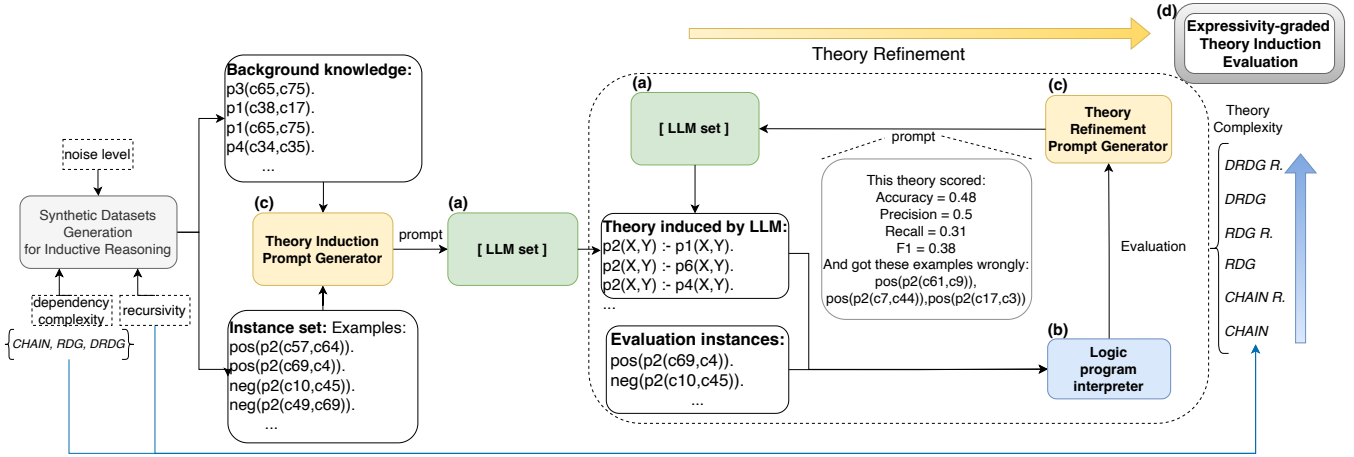 noise level
Synthetic Datasets
Generation
for Inductive Reasoning
dependency
complexity
recursivity
CHAIN, RDG, DRDG
Background knowledge:
p3(c65,c75).
p1(c38,c17).
p1(c65,c75).
p4(c34,c35).
...
(c)
Theory Induction
Prompt Generator
Instance set: Examples:
pos(p2(c57,c64)).
pos(p2(c69,c4)).
neg(p2(c10,c45)).
neg(p2(c49,c69)).
...
prompt
(a)
[ LLM set ]
Theory Refinement
(a)
[ LLM set ]
Theory induced by LLM:
p2(X,Y) :- p1(X,Y).
p2(X,Y) :- p6(X,Y).
p2(X,Y) :- p4(X,Y).
...
Evaluation instances:
pos(p2(c69,c4)).
neg(p2(c10,c45)).
...
prompt
This theory scored:
Accuracy = 0.48
Precision = 0.5
Recall = 0.31
F1 = 0.38
And got these examples wrongly:
pos(p2(c61,c9)),
pos(p2(c7,c44)),pos(p2(c17,c3))
(c)
Theory
Refinement
Prompt Generator
Evaluation
(b)
Logic
program
interpreter
(d)
Expressivity-graded
Theory Induction
Evaluation
Theory
Complexity
DRDG R.
DRDG
RDG R.
RDG
CHAIN R.
CHAIN